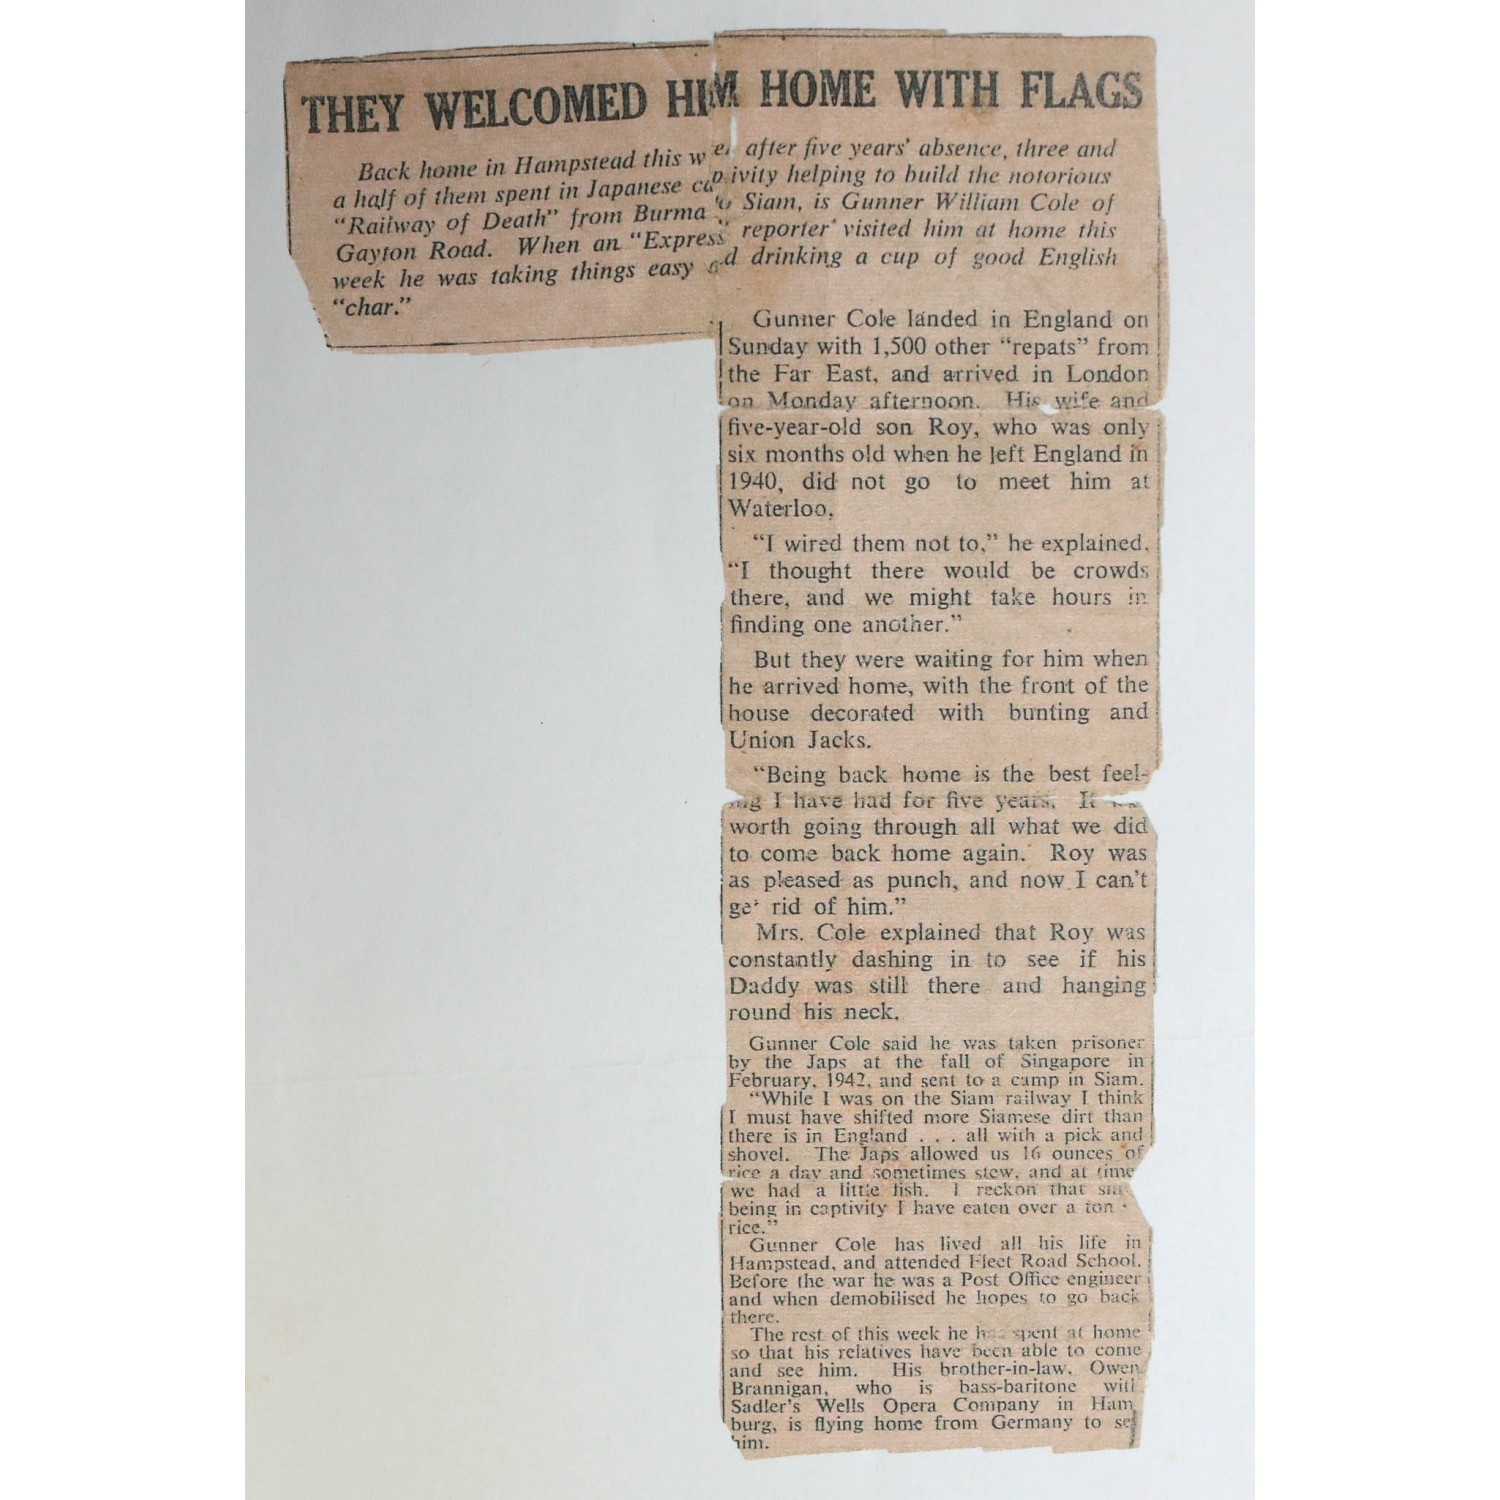 THEY WELCOMED HIM HOME WITH FLAGS
Back home in Hampstead this week after five years' absence, three and
a half of them spent in Japanese captivity helping to build the notorious
"Railway of Death" from Burma to Siam, is Gunner William Cole of
Gayton Road. When an "Express" reporter visited him at home this
week he was taking things easy and drinking a cup of good English
"char."
Gunner Cole landed in England on
Sunday with 1,500 other "repats" from
the Far East, and arrived in London
on Monday afternoon. His wife and
five-year-old son Roy, who was only
six months old when he left England in
1940, did not go to meet him at
Waterloo.
"I wired them not to," he explained.
"I thought there would be crowds
there, and we might take hours in
finding one another."
But they were waiting for him when
he arrived home, with the front of the
house decorated with bunting and
Union Jacks.
"Being back home is the best feel-
ing I have had for five years. It was
worth going through all what we did
to come back home again. Roy was
as pleased as punch, and now I can't
get rid of him."
Mrs. Cole explained that Roy was
constantly dashing in to see if his
Daddy was still there and hanging
round his neck.
Gunner Cole said he was taken prisoner
by the Japs at the fall of Singapore in
February, 1942, and sent to a camp in Siam.
"While I was on the Siam railway I think
I must have shifted more Siamese dirt than
there is in England . . . all with a pick and
shovel. The Japs allowed us 16 ounces of
rice a day and sometimes stew, and at time
we had a little fish. I reckon that
being in captivity I have eaten over a ton
rice."
Gunner Cole has lived all his life in
Hampstead, and attended Fleet Road School.
Before the war he was a Post Office engineer
and when demobilised he hopes to go back
there.
The rest of this week he has spent at home
so that his relatives have been able to come
and see him. His brother-in-law, Owen
Brannigan, who is bass-baritone with
Sadler's Wells Opera Company in Ham
burg, is flying home from Germany to see
him.